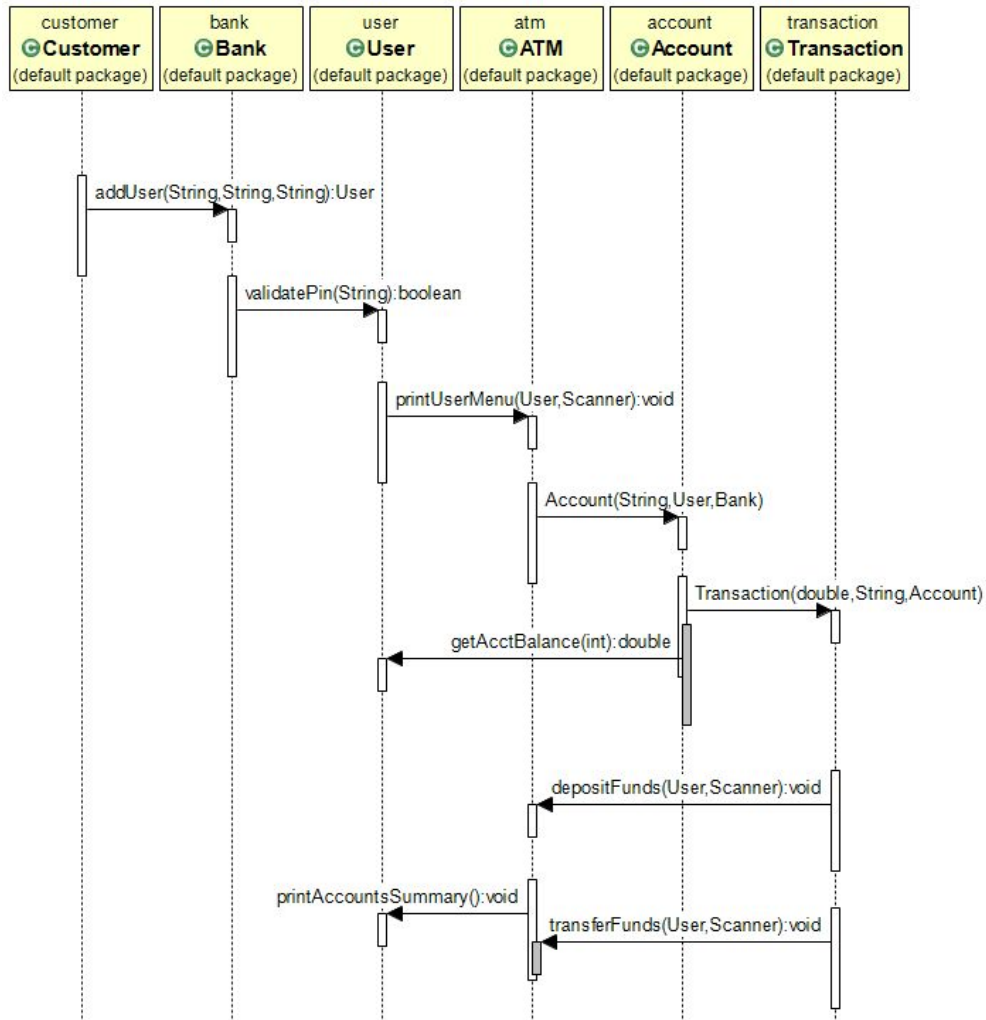 customer
Customer
(default package)
bank
Bank
(default package)
user
User
(default package)
atm
ATM
(default package)
account
Account
(default package)
transaction
Transaction
(default package)
addUser(String,String,String):User
validatePin(String):boolean
printUserMenu(User,Scanner):void
Account(String,User,Bank)
Transaction(double,String,Account)
getAcctBalance(int):double
depositFunds(User,Scanner):void
printAccountsSummary():void
transferFunds(User,Scanner):void